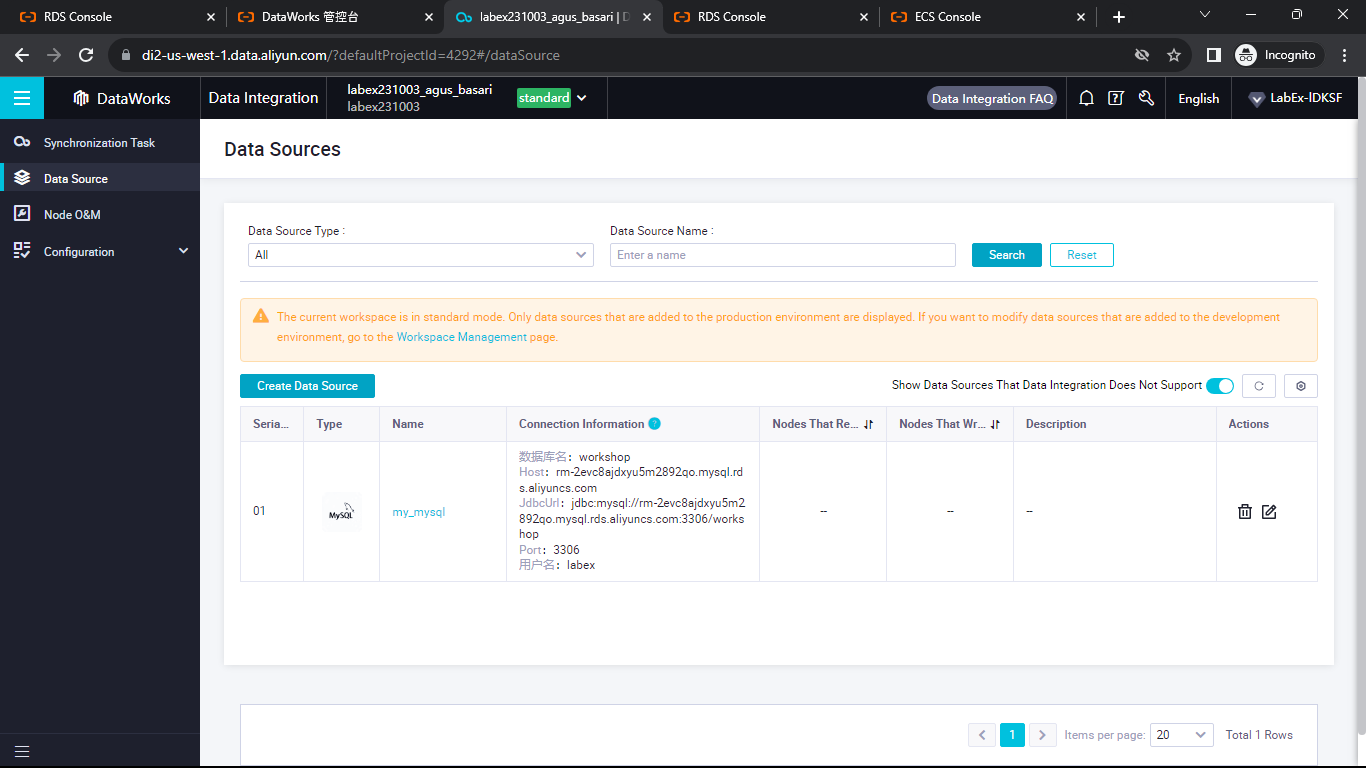 RDS Console
DataWorks 管控台
labex231003_agus_basari | D
RDS Console
ECS Console
di2-us-west-1.data.aliyun.com/?defaultProjectId=4292#/dataSource
Incognito
DataWorks
Data Integration
labex231003_agus_basari
labex231003
standard
Data Integration FAQ
English
LabEx-lDKSF
Synchronization Task
Data Source
Node O&M
Configuration
Data Sources
Data Source Type :
Data Source Name :
All
Enter a name
Search
Reset
The current workspace is in standard mode. Only data sources that are added to the production environment are displayed. If you want to modify data sources that are added to the development
environment, go to the Workspace Management page.
Create Data Source
Show Data Sources That Data Integration Does Not Support
Seria...
Type
Name
Connection Information
Nodes That Re...
Nodes That Wr...
Description
Actions
01
MySQL
my_mysql
数据库名: workshop
Host: rm-2evc8ajdxyu5m2892qo.mysql.rd
s.aliyuncs.com
JdbcUrl: jdbc:mysql://rm-2evc8ajdxyu5m2
892qo.mysql.rds.aliyuncs.com:3306/works
hop
Port: 3306
用户名: labex
--
--
--
1
Items per page:
20
Total 1 Rows